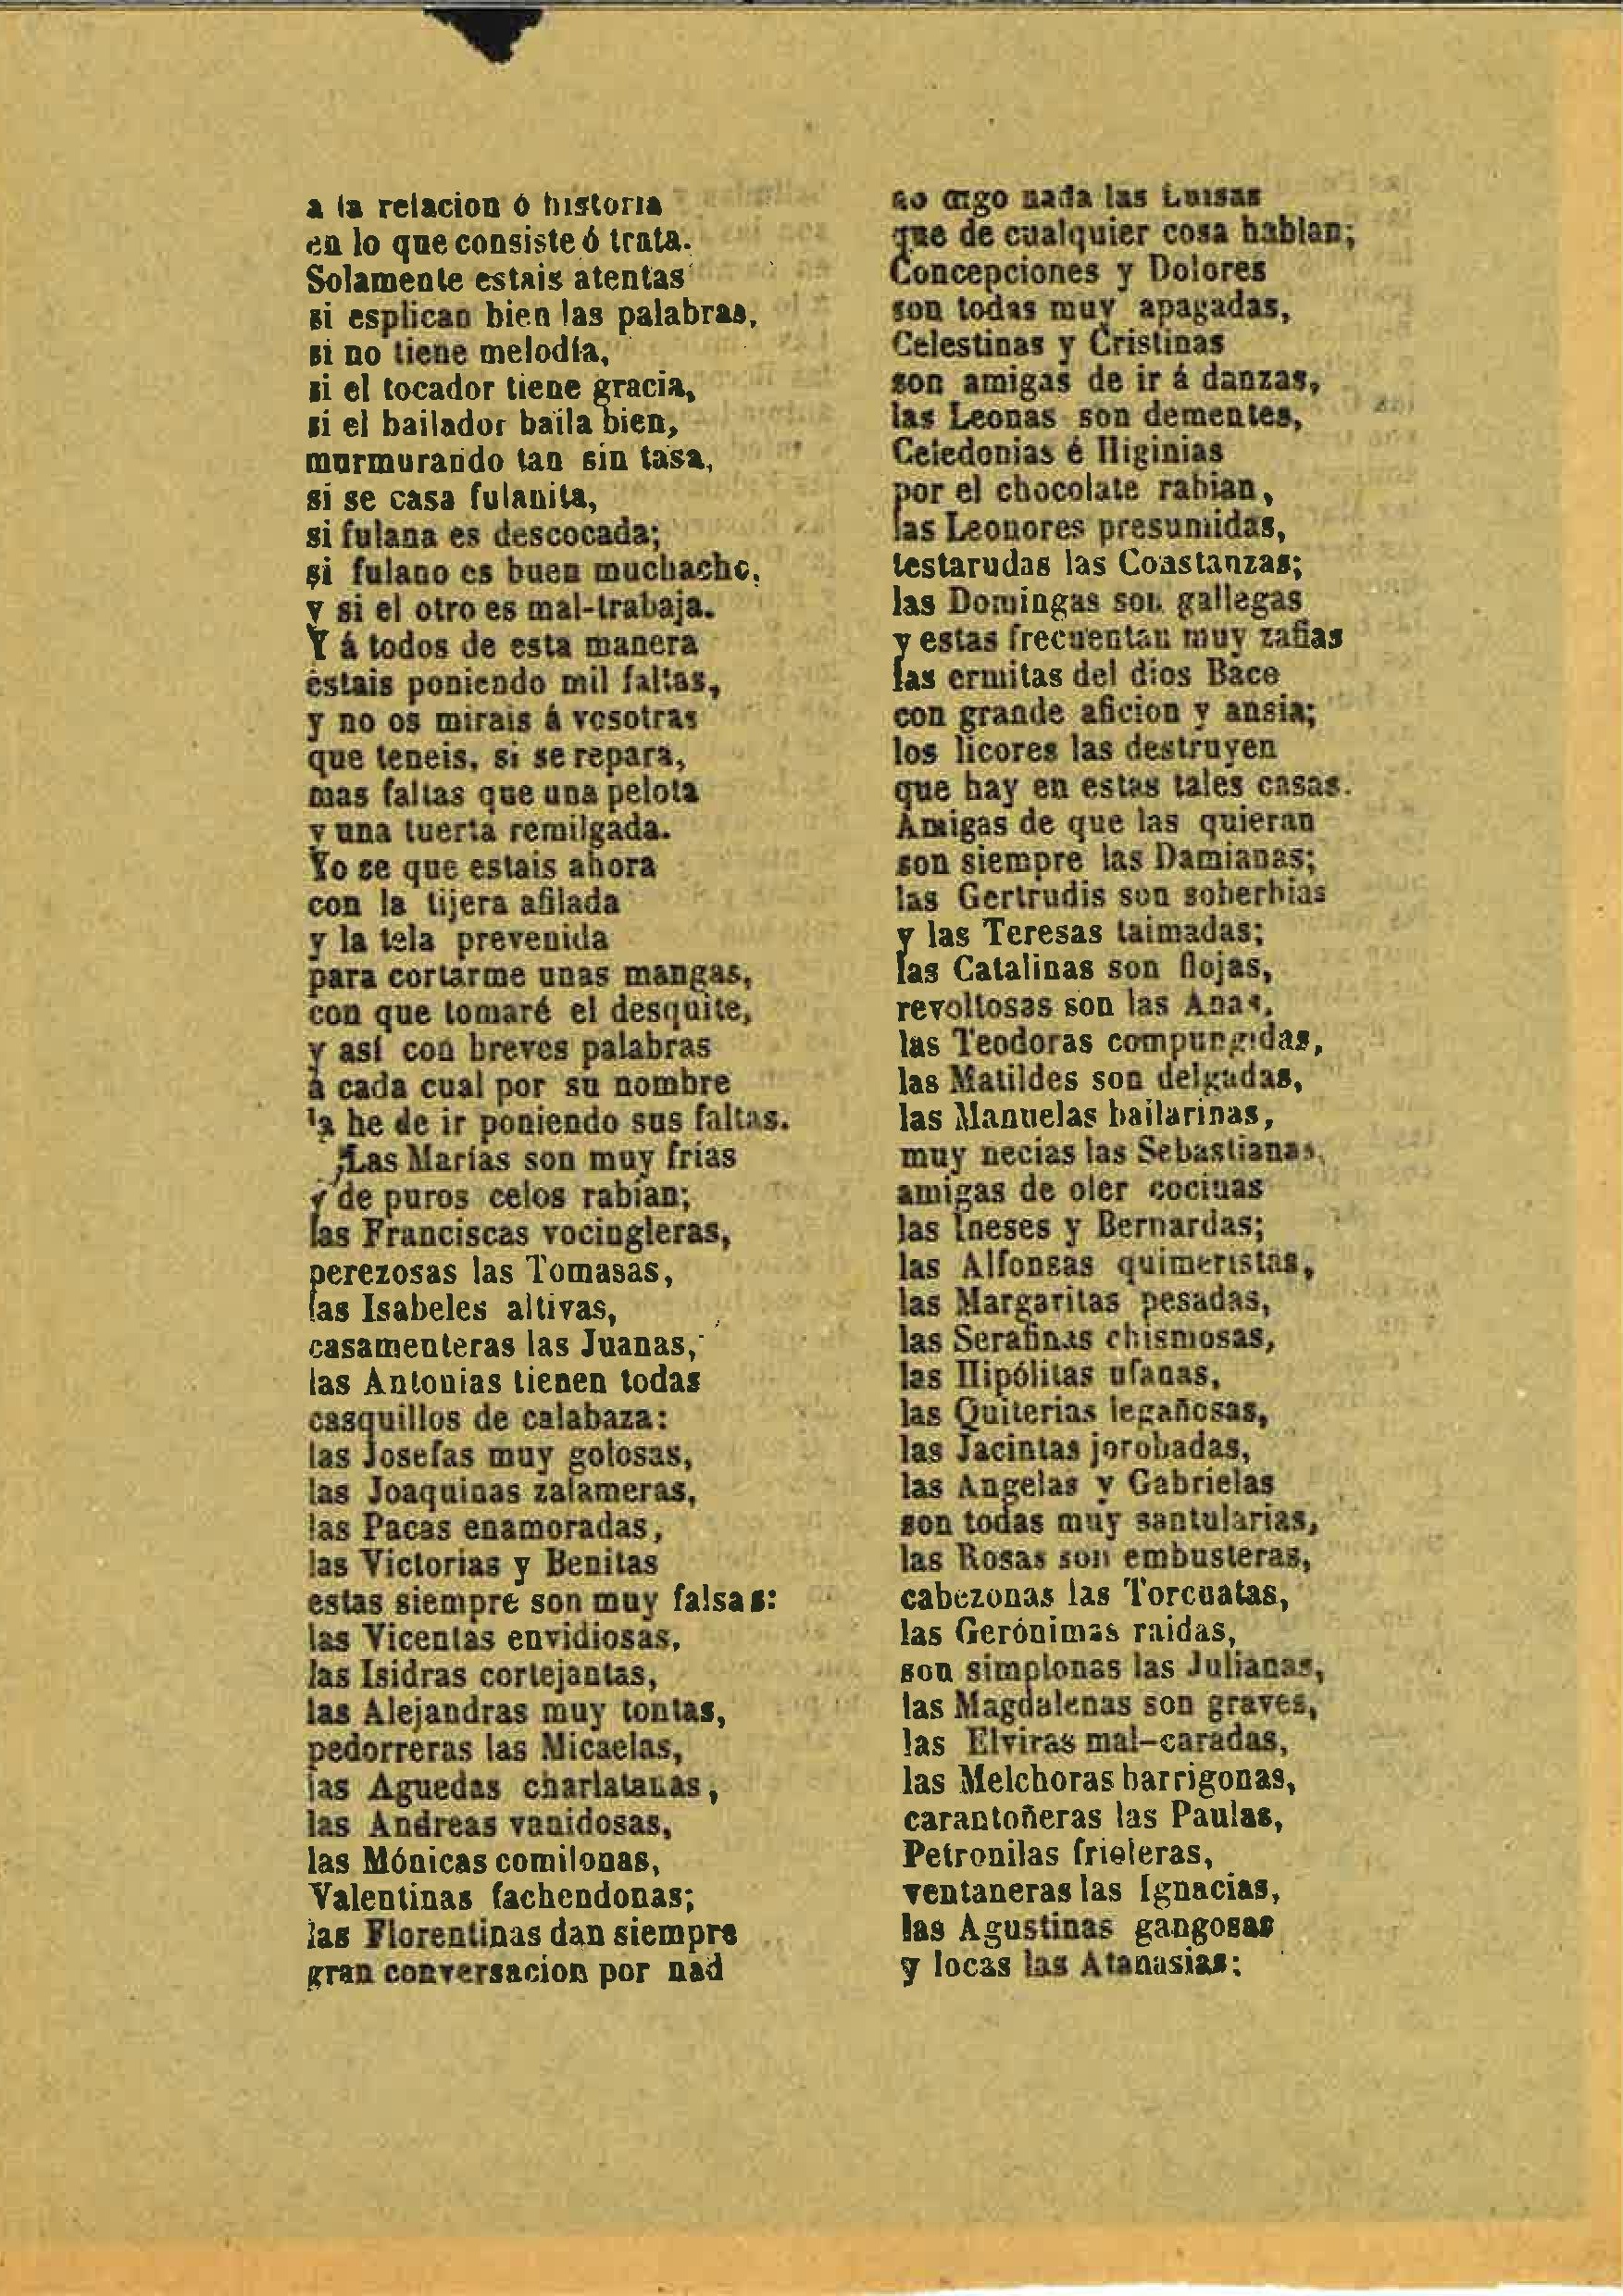 a la relacion ó historia
en lo que consiste ó trata.
Solamente estais atentas
si esplican bien las palabras,
si no tiene melodía,
si el tocador tiene gracia,
si el bailador baila bien,
murmurando tan sin tasa,
si se casa fulanita,
si fulana es descocada;
si fulano es buen muchacho,
y si el otro es mal-trabaja.
Y á todos de esta manera
estais poniendo mil faltas,
y no os mirais á vosotras
que teneis, si se repara,
mas faltas que una pelota
y una tuerta remilgada.
Yo se que estais ahora
con la tijera afilada
y la tela prevenida
para cortarme unas mangas,
con que tomaré el desquite,
y así con breves palabras
á cada cual por su nombre
la he de ir poniendo sus faltas.
Las Marías son muy frias
y de puros celos rabian;
las Franciscas vocingleras,
perezosas las Tomasas,
las Isabeles altivas,
casamenteras las Juanas,
las Antonias tienen todas
casquillos de calabaza:
las Josefas muy golosas,
las Joaquinas zalameras,
las Pacas enamoradas,
las Victorias y Benitas
estas siempre son muy falsas:
las Vicentas envidiosas,
las Isidras cortejantas,
las Alejandras muy tontas,
pedorreras las Micaelas,
las Aguedas charlatanas,
las Andreas vanidosas,
las Mónicas comilonas,
Valentinas fachendonas;
las Florentinas dan siempre
gran conversacion por nad
no digo nada las Luisas
que de cualquier cosa hablan;
Concepciones y Dolores
son todas muy apagadas,
Celestinas y Cristinas
son amigas de ir á danzas,
las Leonas son dementes,
Celedonias é Higinias
por el chocolate rabian,
las Leonores presumidas,
testarudas las Constanzas;
las Domingas son gallegas
y estas frecuentan muy zafias
las ermitas del dios Baco
con grande aficion y ansia;
los licores las destruyen
que hay en estas tales casas.
Amigas de que las quieran
son siempre las Damianas;
las Gertrudis son soberbias
y las Teresas taimadas;
las Catalinas son flojas,
revoltosas son las Anas,
las Teodoras compungidas,
las Matildes son delgadas,
las Manuelas bailarinas,
muy necias las Sebastianas,
amigas de oler cocinas
las Ineses y Bernardas;
las Alfonsas quimeristas,
las Margaritas pesadas,
las Serafinas chismosas,
las Hipólitas ufanas,
las Quiterias legañosas,
las Jacintas jorobadas,
las Angelas y Gabrielas
son todas muy santularias,
las Rosas son embusteras,
cabezonas las Torcuatas,
las Gerónimas raidas,
son simplonas las Julianas,
las Magdalenas son graves,
las Elviras mal-caradas,
las Melchoras barrigonas,
carantoñeras las Paulas,
Petronilas frieleras,
ventaneras las Ignacias,
las Agustinas gangosas
y locas las Atanasias;